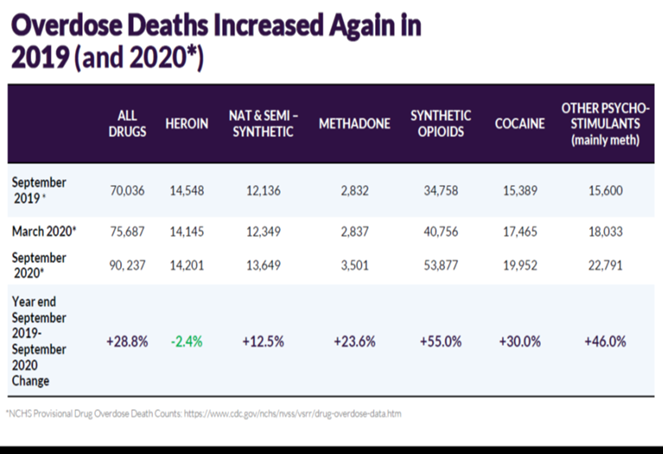 Overdose Deaths Increased Again in
2019 (and 2020*)
ALL DRUGS HEROIN NAT & SEMI – SYNTHETIC METHADONE SYNTHETIC OPIOIDS COCAINE OTHER PSYCHO-STIMULANTS (mainly meth)
September 2019 * 70,036 14,548 12,136 2,832 34,758 15,389 15,600
March 2020* 75,687 14,145 12,349 2,837 40,756 17,465 18,033
September 2020* 90, 237 14,201 13,649 3,501 53,877 19,952 22,791
Year end September 2019- September 2020 Change +28.8% -2.4% +12.5% +23.6% +55.0% +30.0% +46.0%
*NCHS Provisional Drug Overdose Death Counts: https://www.cdc.gov/nchs/nvss/vsrr/drug-overdose-data.htm